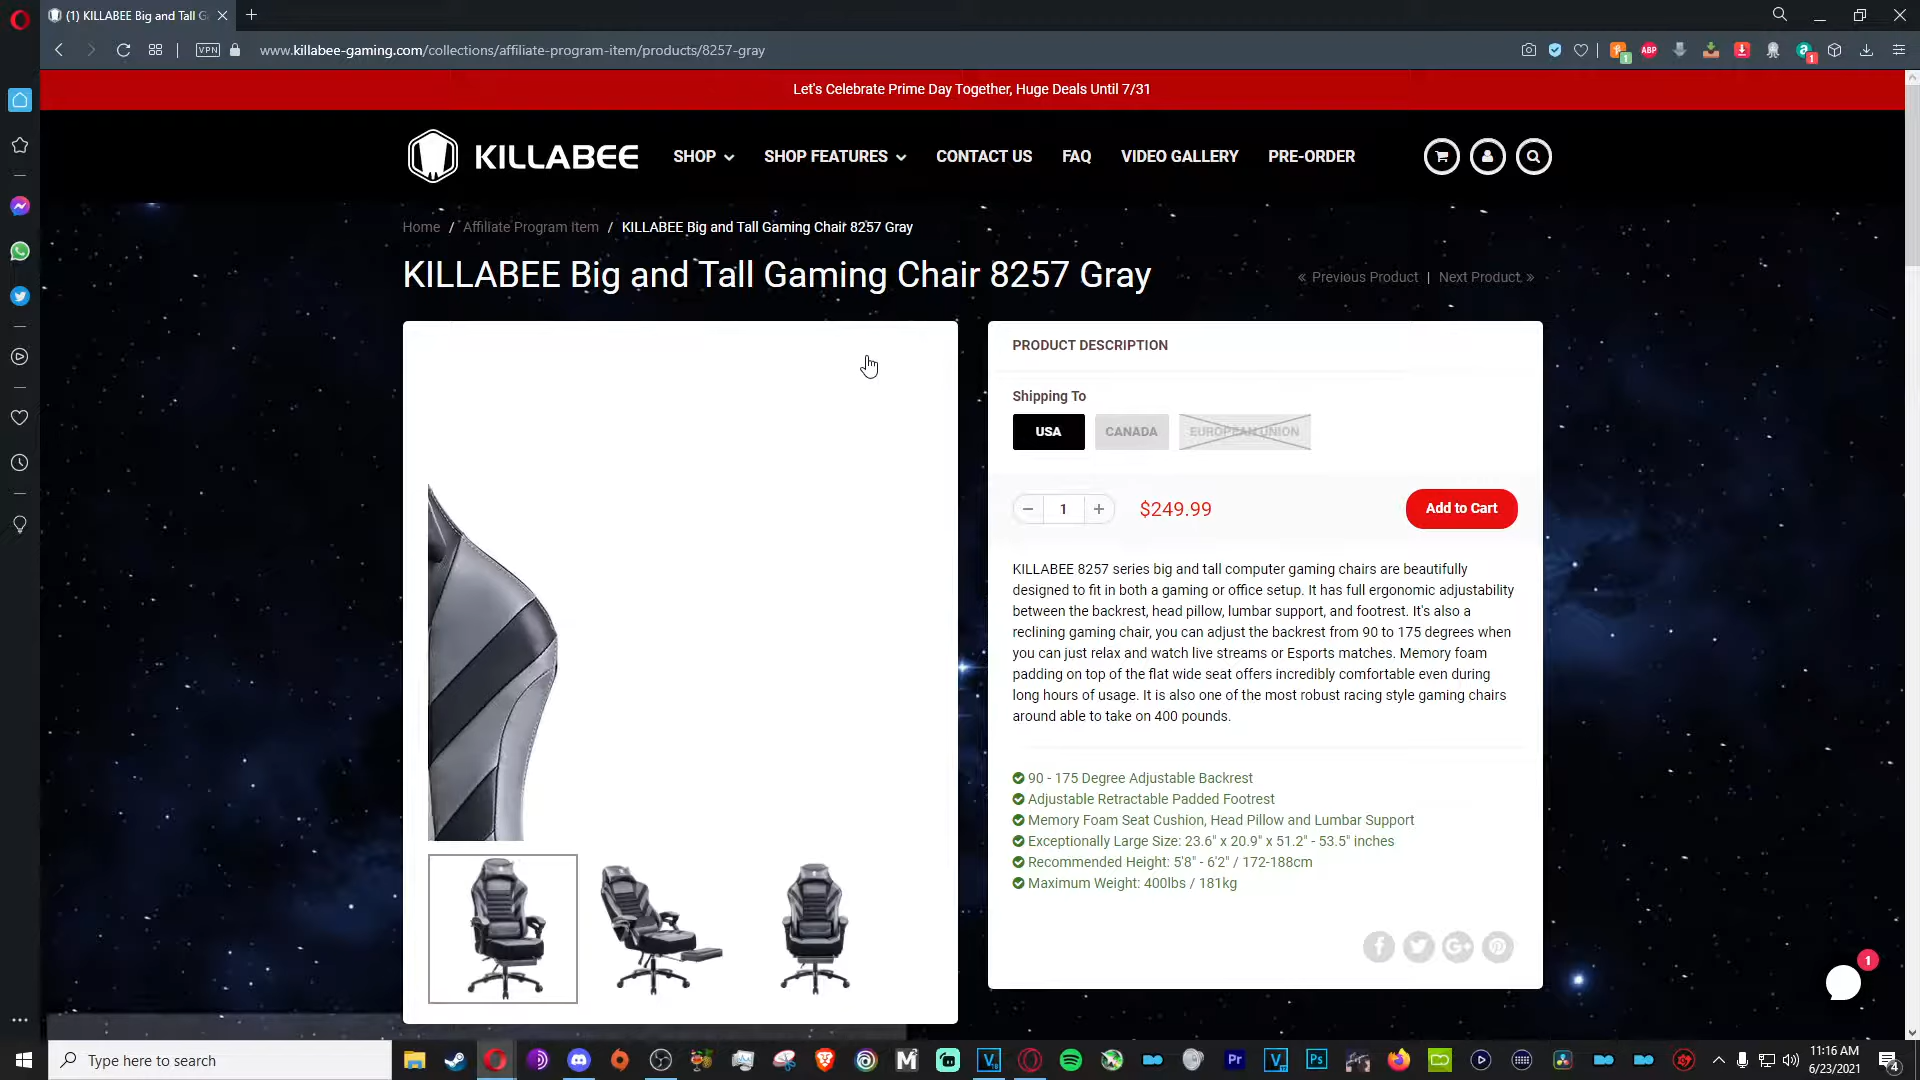 (1) KILLABEE Big and Tall G
VPN
www.killabee-gaming.com/collections/affiliate-program-item/products/8257-gray
1
ABP
1
Let's Celebrate Prime Day Together, Huge Deals Until 7/31
KILLABEE
SHOP
SHOP FEATURES
CONTACT US
FAQ
VIDEO GALLERY
PRE-ORDER
Home / Affiliate Program Item / KILLABEE Big and Tall Gaming Chair 8257 Gray
KILLABEE Big and Tall Gaming Chair 8257 Gray
« Previous Product | Next Product »
PRODUCT DESCRIPTION
Shipping To
USA
CANADA
EUROPEAN UNION
− 1 +
$249.99
Add to Cart
KILLABEE 8257 series big and tall computer gaming chairs are beautifully
designed to fit in both a gaming or office setup. It has full ergonomic adjustability
between the backrest, head pillow, lumbar support, and footrest. It's also a
reclining gaming chair, you can adjust the backrest from 90 to 175 degrees when
you can just relax and watch live streams or Esports matches. Memory foam
padding on top of the flat wide seat offers incredibly comfortable even during
long hours of usage. It is also one of the most robust racing style gaming chairs
around able to take on 400 pounds.
90 - 175 Degree Adjustable Backrest
Adjustable Retractable Padded Footrest
Memory Foam Seat Cushion, Head Pillow and Lumbar Support
Exceptionally Large Size: 23.6" x 20.9" x 51.2" - 53.5" inches
Recommended Height: 5'8" - 6'2" / 172-188cm
Maximum Weight: 400lbs / 181kg
1
Type here to search
Pr
Ps
11:16 AM
6/23/2021
4